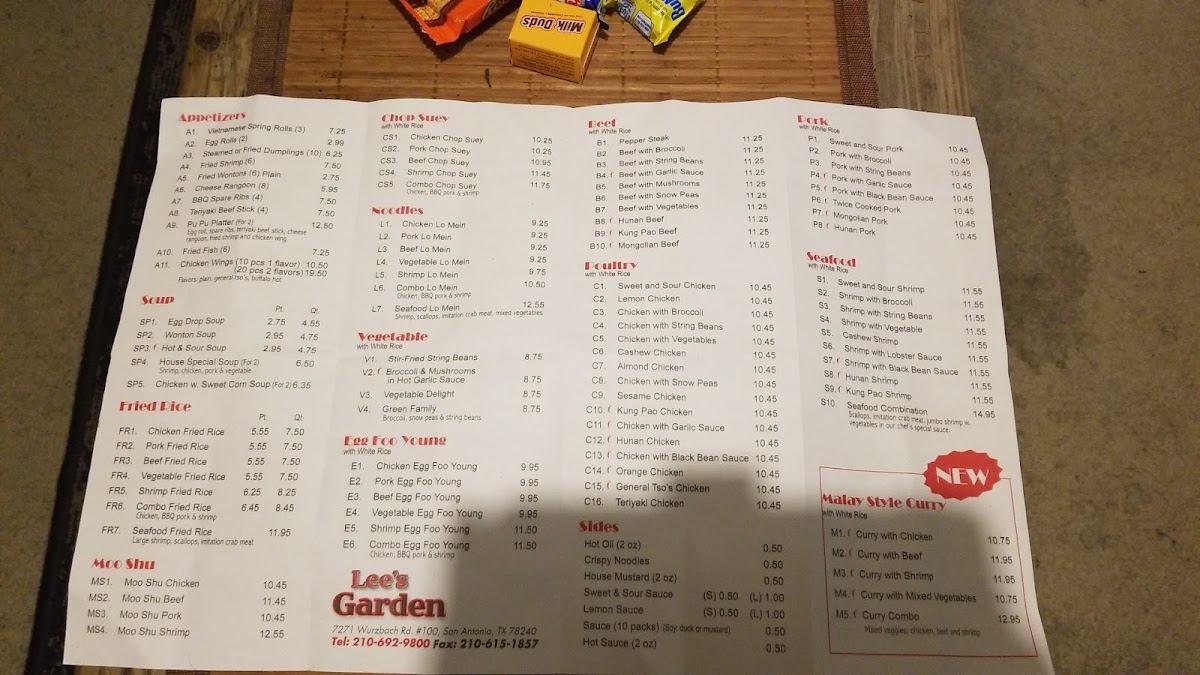 Milk Duds
Appetizers
A1. Vietnamese Spring Rolls (3) 7.25
A2. Egg Rolls (2) 2.99
A3. Steamed or Fried Dumplings (10) 6.25
A4. Fried Shrimp (6) 7.50
A5. Fried Wontons (6) Plain 2.75
A6. Cheese Rangoon (8) 5.95
A7. BBQ Spare Ribs (4) 7.50
A8. Teriyaki Beef Stick (4) 7.50
A9. Pu Pu Platter (For 2) 12.50
Egg roll, spare ribs, teriyaki beef stick, cheese
rangoon, fried shrimp and chicken wing
A10. Fried Fish (6) 7.25
A11. Chicken Wings (10 pcs 1 flavor) 10.50
(20 pcs 2 flavors) 19.50
Flavors: plain, general tso's, buffalo hot
Soup
Pt. Qt.
SP1. Egg Drop Soup 2.75 4.55
SP2. Wonton Soup 2.95 4.75
SP3. Hot & Sour Soup 2.95 4.75
SP4. House Special Soup (For 2) 6.50
Shrimp, chicken, pork & vegetable
SP5. Chicken w. Sweet Corn Soup (For 2) 6.35
Fried Rice
Pt. Qt.
FR1. Chicken Fried Rice 5.55 7.50
FR2. Pork Fried Rice 5.55 7.50
FR3. Beef Fried Rice 5.55 7.50
FR4. Vegetable Fried Rice 5.55 7.50
FR5. Shrimp Fried Rice 6.25 8.25
FR6. Combo Fried Rice 6.45 8.45
Chicken, BBQ pork & shrimp
FR7. Seafood Fried Rice 11.95
Large shrimp, scallops, imitation crab meat
Moo Shu
MS1. Moo Shu Chicken 10.45
MS2. Moo Shu Beef 11.45
MS3. Moo Shu Pork 10.45
MS4. Moo Shu Shrimp 12.55
Chop Suey
with White Rice
CS1. Chicken Chop Suey 10.25
CS2. Pork Chop Suey 10.25
CS3. Beef Chop Suey 10.95
CS4. Shrimp Chop Suey 11.45
CS5. Combo Chop Suey 11.75
Chicken, BBQ pork & shrimp
Noodles
L1. Chicken Lo Mein 9.25
L2. Pork Lo Mein 9.25
L3. Beef Lo Mein 9.25
L4. Vegetable Lo Mein 9.25
L5. Shrimp Lo Mein 9.75
L6. Combo Lo Mein 10.50
Chicken, BBQ pork & shrimp
L7. Seafood Lo Mein 12.55
Shrimp, scallops, imitation crab meat, mixed vegetables
Vegetable
with White Rice
V1. Stir-Fried String Beans 8.75
V2. Broccoli & Mushrooms
in Hot Garlic Sauce 8.75
V3. Vegetable Delight 8.75
V4. Green Family 8.75
Broccoli, snow peas & string beans
Egg Foo Young
with White Rice
E1. Chicken Egg Foo Young 9.95
E2. Pork Egg Foo Young 9.95
E3. Beef Egg Foo Young 9.95
E4. Vegetable Egg Foo Young 9.95
E5. Shrimp Egg Foo Young 11.50
E6. Combo Egg Foo Young 11.50
Chicken, BBQ pork & shrimp
Lee's
Garden
7271 Wurzbach Rd. #100, San Antonio, TX 78240
Tel: 210-692-9800 Fax: 210-615-1857
Beef
with White Rice
B1. Pepper Steak 11.25
B2 Beef with Broccoli 11.25
B3. Beef with String Beans 11.25
B4. Beef with Garlic Sauce 11.25
B5. Beef with Mushrooms 11.25
B6. Beef with Snow Peas 11.25
B7 Beef with Vegetables 11.25
B8. Hunan Beef 11.25
B9. Kung Pao Beef 11.25
B10. Mongolian Beef 11.25
Poultry
with White Rice
C1. Sweet and Sour Chicken 10.45
C2. Lemon Chicken 10.45
C3. Chicken with Broccoli 10.45
C4. Chicken with String Beans 10.45
C5. Chicken with Vegetables 10.45
C6. Cashew Chicken 10.45
C7. Almond Chicken 10.45
C8. Chicken with Snow Peas 10.45
C9. Sesame Chicken 10.45
C10. Kung Pao Chicken 10.45
C11. Chicken with Garlic Sauce 10.45
C12. Hunan Chicken 10.45
C13. Chicken with Black Bean Sauce 10.45
C14. Orange Chicken 10.45
C15. General Tso's Chicken 10.45
C16. Teriyaki Chicken 10.45
Sides
Hot Oil (2 oz) 0.50
Crispy Noodles 0.50
House Mustard (2 oz) 0.50
Sweet & Sour Sauce (S) 0.50 (L) 1.00
Lemon Sauce (S) 0.50 (L) 1.00
Sauce (10 packs) (Soy, duck or mustard) 0.50
Hot Sauce (2 oz) 0.50
Pork
with White Rice
P1. Sweet and Sour Pork 10.45
P2. Pork with Broccoli 10.45
P3. Pork with String Beans 10.45
P4. Pork with Garlic Sauce 10.45
P5. Pork with Black Bean Sauce 10.45
P6. Twice Cooked Pork 10.45
P7. Mongolian Pork 10.45
P8. Hunan Pork 10.45
Seafood
with White Rice
S1. Sweet and Sour Shrimp 11.55
S2. Shrimp with Broccoli 11.55
S3. Shrimp with String Beans 11.55
S4. Shrimp with Vegetable 11.55
S5. Cashew Shrimp 11.55
S6. Shrimp with Lobster Sauce 11.55
S7. Shrimp with Black Bean Sauce 11.55
S8. Hunan Shrimp 11.55
S9. Kung Pao Shrimp 11.55
S10. Seafood Combination 14.95
Scallops, imitation crab meat, jumbo shrimp w.
vegetables in our chef's special sauce.
NEW
Malay Style Curry
with White Rice
M1. Curry with Chicken 10.75
M2. Curry with Beef 11.95
M3. Curry with Shrimp 11.95
M4. Curry with Mixed Vegetables 10.75
M5. Curry Combo 12.95
Mixed veggies, chicken, beef and shrimp